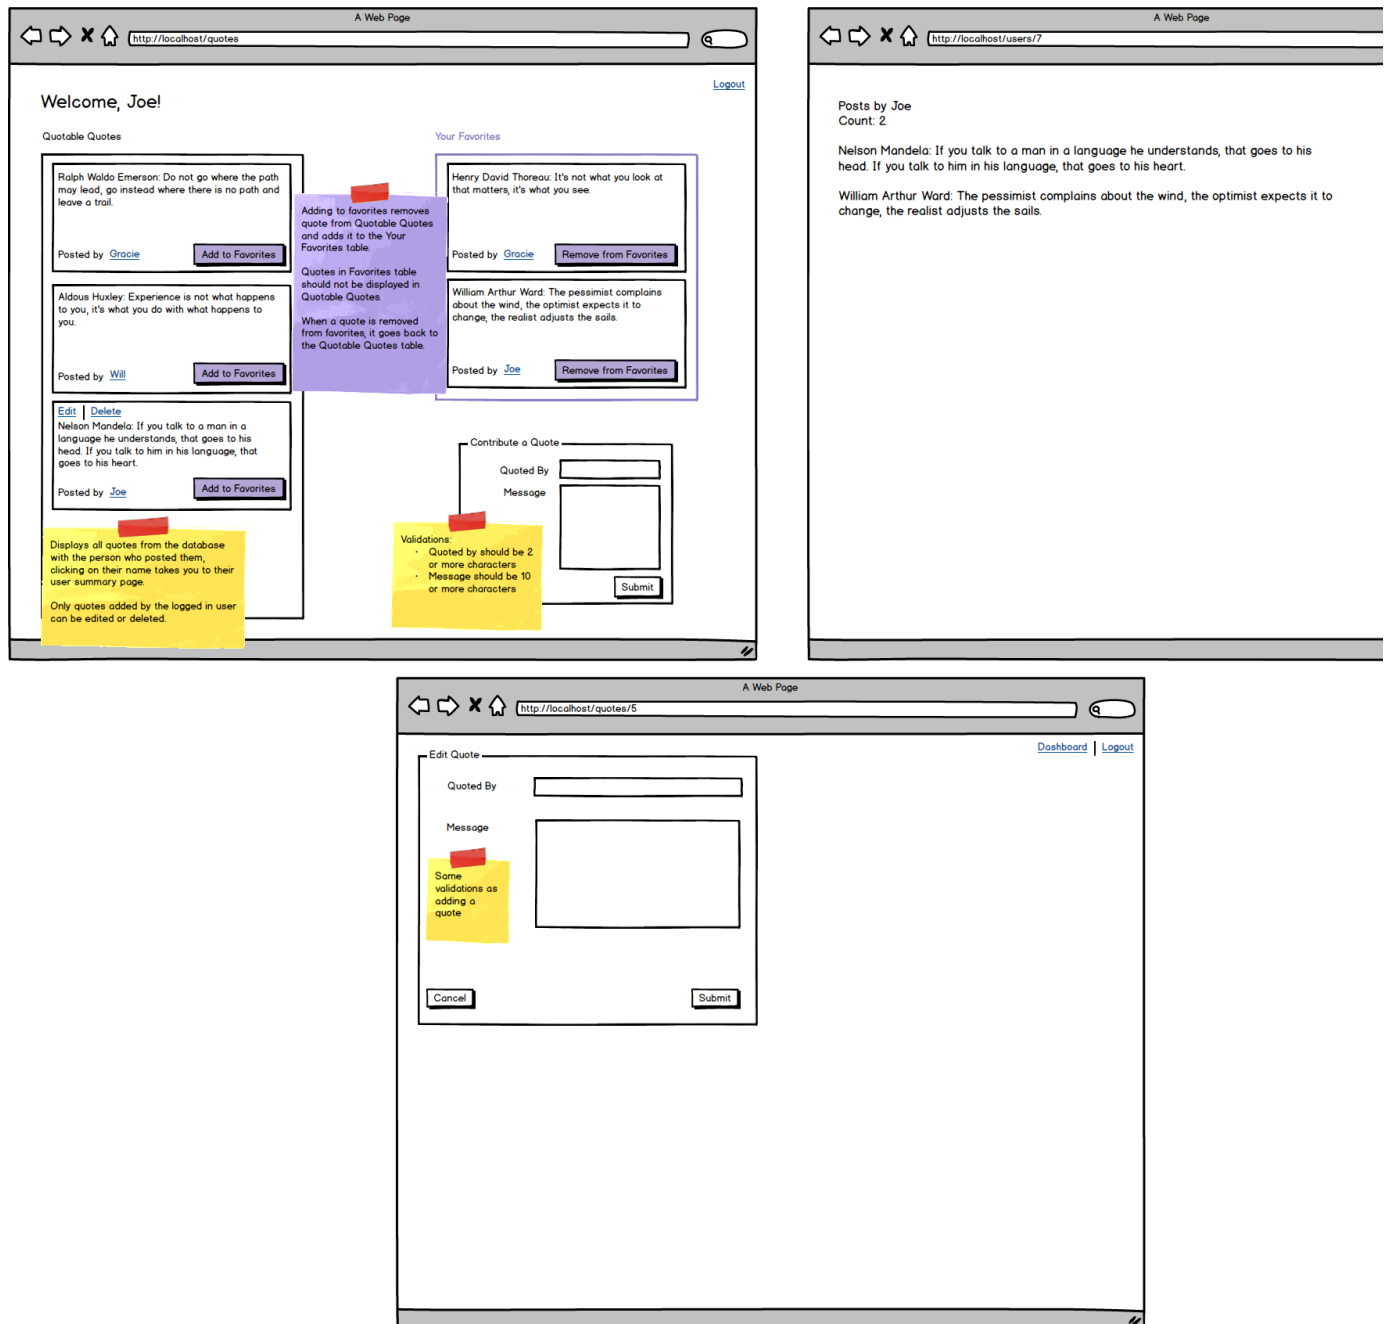 A Web Page
http://localhost/quotes
Logout
Welcome, Joe!
Quotable Quotes
Ralph Waldo Emerson: Do not go where the path
may lead, go instead where there is no path and
leave a trail.
Posted by Gracie
Add to Favorites
Aldous Huxley: Experience is not what happens
to you, it's what you do with what happens to
you.
Posted by Will
Add to Favorites
Edit | Delete
Nelson Mandela: If you talk to a man in a
language he understands, that goes to his
head. If you talk to him in his language, that
goes to his heart.
Posted by Joe
Add to Favorites
Displays all quotes from the database
with the person who posted them,
clicking on their name takes you to their
user summary page.
Only quotes added by the logged in user
can be edited or deleted.
Adding to favorites removes
quote from Quotable Quotes
and adds it to the Your
Favorites table.
Quotes in Favorites table
should not be displayed in
Quotable Quotes.
When a quote is removed
from favorites, it goes back to
the Quotable Quotes table.
Your Favorites
Henry David Thoreau: It's not what you look at
that matters, it's what you see.
Posted by Gracie
Remove from Favorites
William Arthur Ward: The pessimist complains
about the wind, the optimist expects it to
change, the realist adjusts the sails.
Posted by Joe
Remove from Favorites
Contribute a Quote
Quoted By
Message
Submit
Validations:
· Quoted by should be 2
or more characters
· Message should be 10
or more characters
A Web Page
http://localhost/users/7
Posts by Joe
Count: 2
Nelson Mandela: If you talk to a man in a language he understands, that goes to his
head. If you talk to him in his language, that goes to his heart.
William Arthur Ward: The pessimist complains about the wind, the optimist expects it to
change, the realist adjusts the sails.
A Web Page
http://localhost/quotes/5
Dashboard | Logout
Edit Quote
Quoted By
Message
Same
validations as
adding a
quote
Cancel
Submit